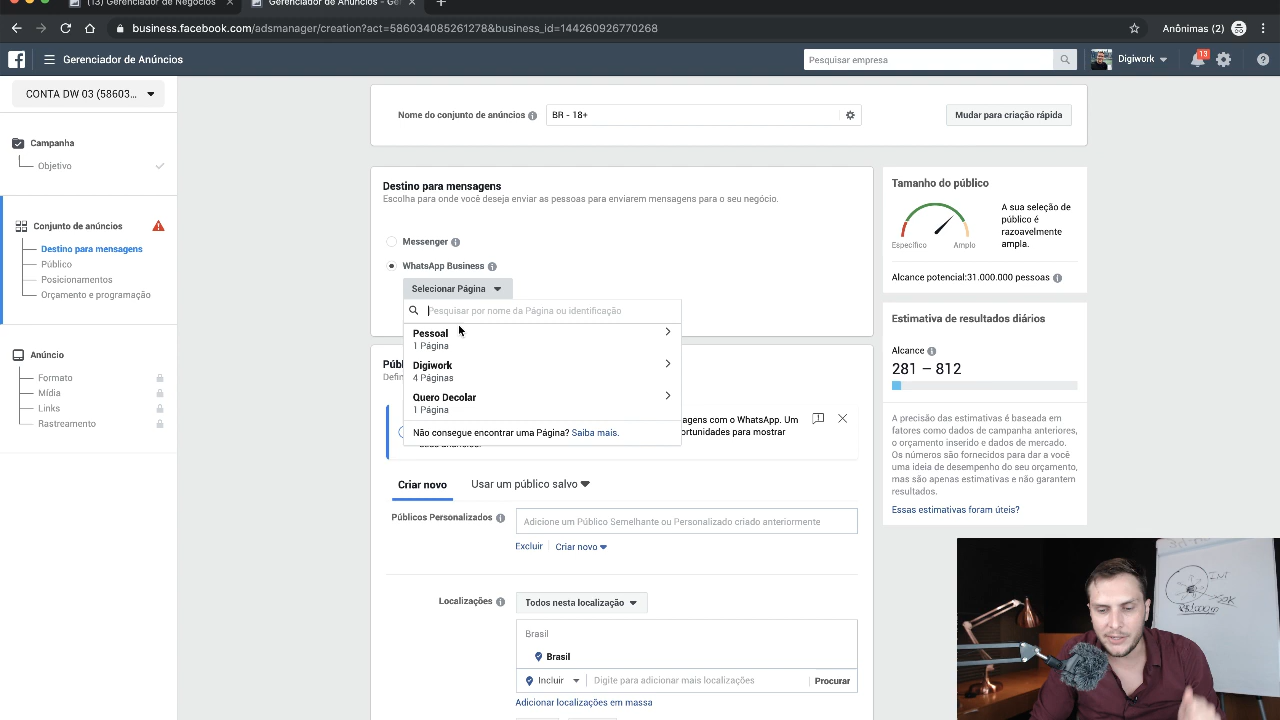 (13) Gerenciador de Negócios
Gerenciador de Anúncios - Ge
business.facebook.com/adsmanager/creation?act=586034085261278&business_id=144260926770268
Anônimas (2)
Gerenciador de Anúncios
Pesquisar empresa
Digiwork
13
CONTA DW 03 (58603...
Campanha
Objetivo
Conjunto de anúncios
Destino para mensagens
Público
Posicionamentos
Orçamento e programação
Anúncio
Formato
Mídia
Links
Rastreamento
Nome do conjunto de anúncios
BR - 18+
Mudar para criação rápida
Destino para mensagens
Escolha para onde você deseja enviar as pessoas para enviarem mensagens para o seu negócio.
Messenger
WhatsApp Business
Selecionar Página
Pesquisar por nome da Página ou identificação
Pessoal
1 Página
Digiwork
4 Páginas
Quero Decolar
1 Página
Não consegue encontrar uma Página? Saiba mais.
Públ
Defin
agens com o WhatsApp. Um
ortunidades para mostrar
Criar novo
Usar um público salvo
Públicos Personalizados
Adicione um Público Semelhante ou Personalizado criado anteriormente
Excluir
Criar novo
Localizações
Todos nesta localização
Brasil
Brasil
Incluir
Digite para adicionar mais localizações
Procurar
Adicionar localizações em massa
Tamanho do público
Específico
Amplo
A sua seleção de
público é
razoavelmente
ampla.
Alcance potencial:31.000.000 pessoas
Estimativa de resultados diários
Alcance
281 – 812
A precisão das estimativas é baseada em
fatores como dados de campanha anteriores,
o orçamento inserido e dados de mercado.
Os números são fornecidos para dar a você
uma ideia de desempenho do seu orçamento,
mas são apenas estimativas e não garantem
resultados.
Essas estimativas foram úteis?